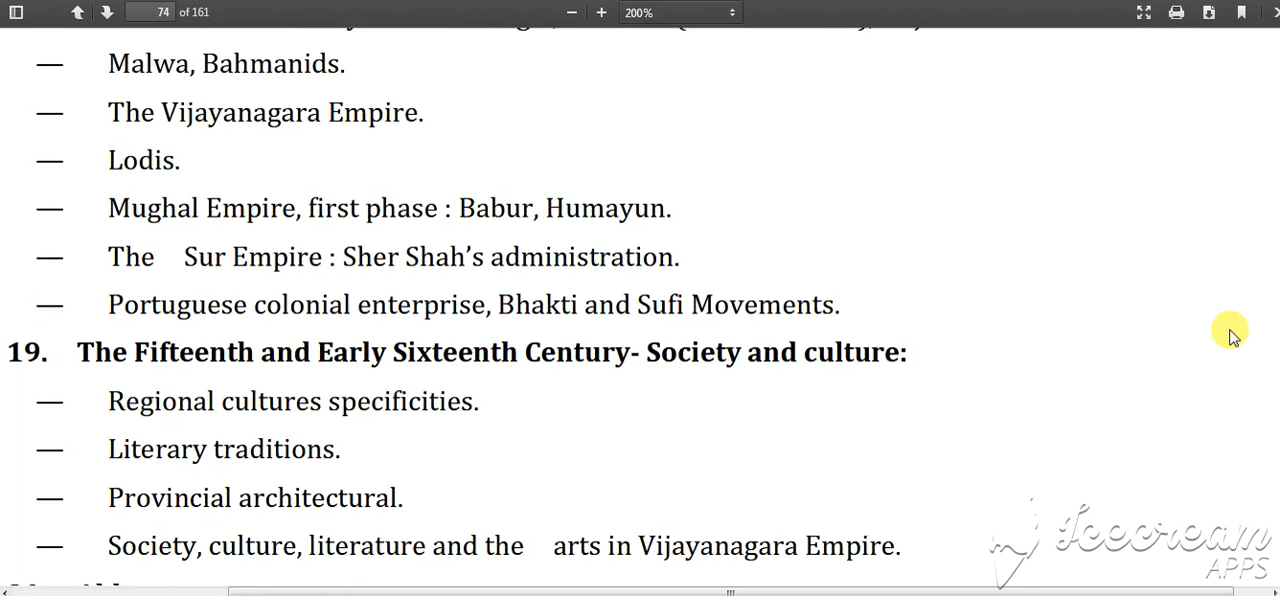 74 of 161
200%
— Malwa, Bahmanids.
— The Vijayanagara Empire.
— Lodis.
— Mughal Empire, first phase : Babur, Humayun.
— The Sur Empire : Sher Shah’s administration.
— Portuguese colonial enterprise, Bhakti and Sufi Movements.
19. The Fifteenth and Early Sixteenth Century- Society and culture:
— Regional cultures specificities.
— Literary traditions.
— Provincial architectural.
— Society, culture, literature and the arts in Vijayanagara Empire.
Icecream
APPS